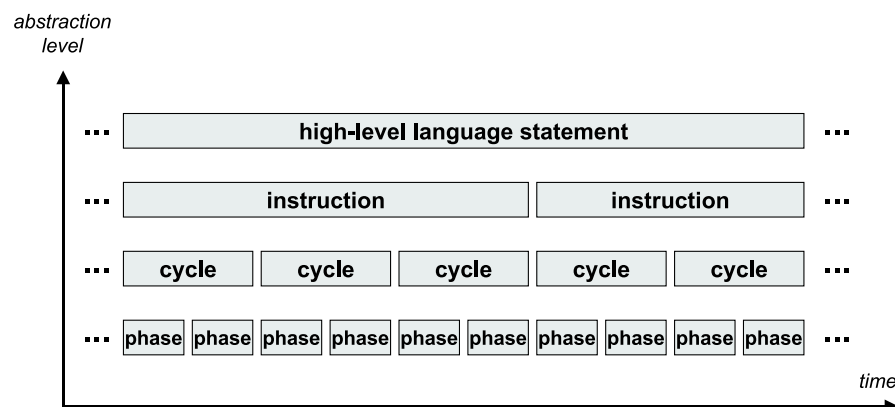 abstraction
level
... high-level language statement ...
... instruction instruction ...
... cycle cycle cycle cycle cycle ...
... phase phase phase phase phase phase phase phase phase phase ...
time